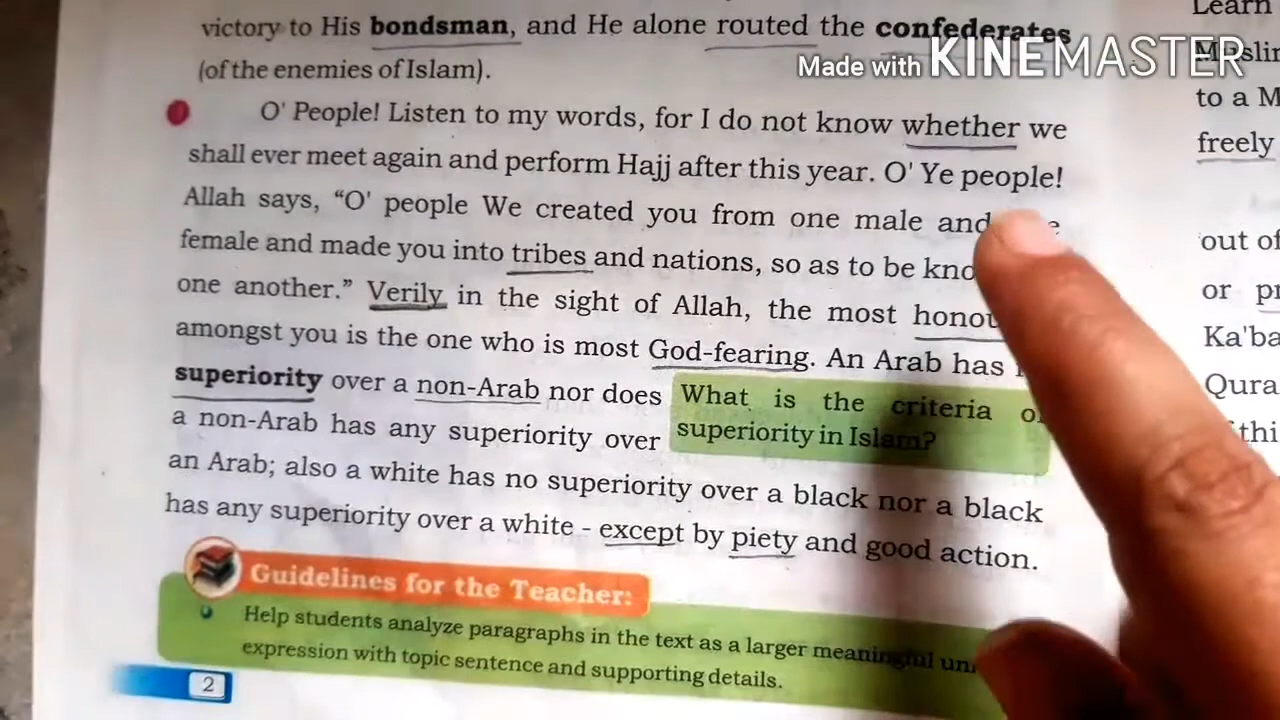 victory to His bondsman, and He alone routed the confederates
(of the enemies of Islam).
Made with KINEMASTER
O' People! Listen to my words, for I do not know whether we
shall ever meet again and perform Hajj after this year. O' Ye people!
Allah says, “O' people We created you from one male and
female and made you into tribes and nations, so as to be
one another.” Verily in the sight of Allah, the most
amongst you is the one who is most God-fearing. An Arab has
superiority over a non-Arab nor does
a non-Arab has any superiority over
What is the criteria
superiority in Islam?
an Arab; also a white has no superiority over a black nor a black
has any superiority over a white - except by piety and good action.
Guidelines for the Teacher:
Help students analyze paragraphs in the text as a larger meaningful
expression with topic sentence and supporting details.
2
Learn
to a M
freely
out of
or
Ka'ba
Qura